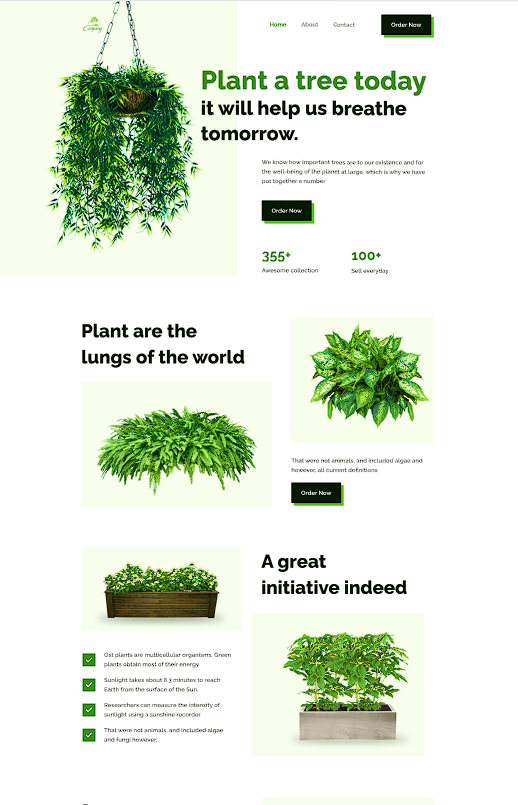 Company
Home
About
Contact
Order Now
Plant a tree today
it will help us breathe
tomorrow.
We know how important trees are to our existence and for
the well-being of the planet at large, which is why we have
put together a number
Order Now
355+
100+
Awesome collection
Sell everyday
Plant are the
lungs of the world
That were not animals, and included algae and
however, all current definitions
Order Now
A great
initiative indeed
Ost plants are multicellular organisms. Green
plants obtain most of their energy
Sunlight takes about 8.3 minutes to reach
Earth from the surface of the Sun.
Researchers can measure the intensity of
sunlight using a sunshine recorder
That were not animals, and included algae
and fungi however,